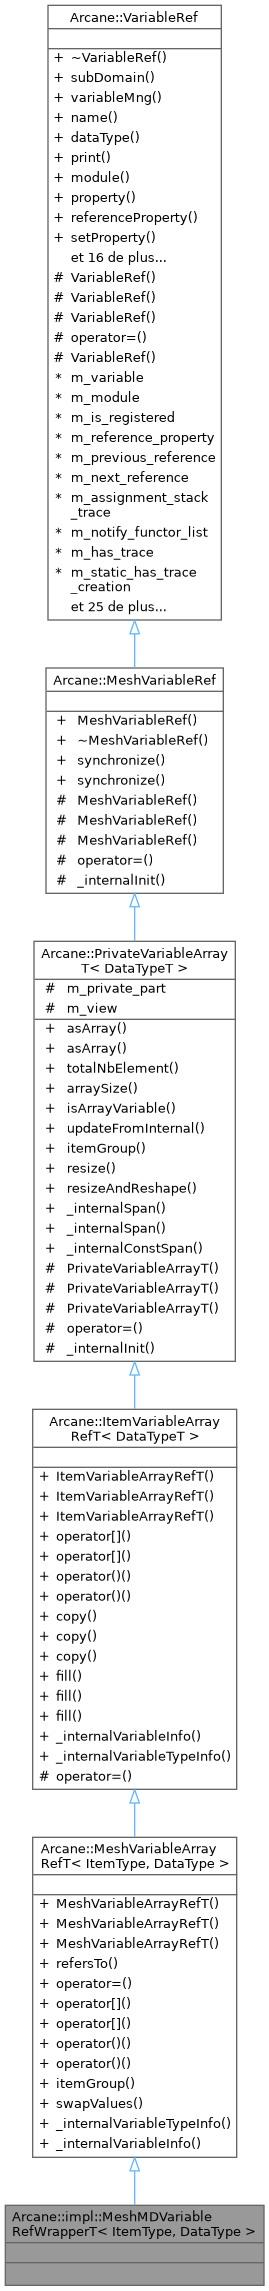 Arcane::VariableRef
+ ~VariableRef()
+ subDomain()
+ variableMng()
+ name()
+ dataType()
+ print()
+ module()
+ property()
+ referenceProperty()
+ setProperty()
et 16 de plus...
# VariableRef()
# VariableRef()
# VariableRef()
# operator=()
# VariableRef()
* m_variable
* m_module
* m_is_registered
* m_reference_property
* m_previous_reference
* m_next_reference
* m_assignment_stack
_trace
* m_notify_functor_list
* m_has_trace
* m_static_has_trace
_creation
et 25 de plus...
Arcane::MeshVariableRef
+ MeshVariableRef()
+ ~MeshVariableRef()
+ synchronize()
+ synchronize()
# MeshVariableRef()
# MeshVariableRef()
# MeshVariableRef()
# operator=()
# _internalInit()
Arcane::PrivateVariableArray
T< DataTypeT >
# m_private_part
# m_view
+ asArray()
+ asArray()
+ totalNbElement()
+ arraySize()
+ isArrayVariable()
+ updateFromInternal()
+ itemGroup()
+ resize()
+ resizeAndReshape()
+ _internalSpan()
+ _internalSpan()
+ _internalConstSpan()
# PrivateVariableArrayT()
# PrivateVariableArrayT()
# PrivateVariableArrayT()
# operator=()
# _internalInit()
Arcane::ItemVariableArray
RefT< DataTypeT >
+ ItemVariableArrayRefT()
+ ItemVariableArrayRefT()
+ ItemVariableArrayRefT()
+ operator[]()
+ operator[]()
+ operator()()
+ operator()()
+ copy()
+ copy()
+ copy()
+ fill()
+ fill()
+ fill()
+ _internalVariableInfo()
+ _internalVariableTypeInfo()
# operator=()
Arcane::MeshVariableArray
RefT< ItemType, DataType >
+ MeshVariableArrayRefT()
+ MeshVariableArrayRefT()
+ MeshVariableArrayRefT()
+ refersTo()
+ operator=()
+ operator[]()
+ operator[]()
+ operator()()
+ operator()()
+ itemGroup()
+ swapValues()
+ _internalVariableTypeInfo()
+ _internalVariableInfo()
Arcane::impl::MeshMDVariable
RefWrapperT< ItemType, DataType >